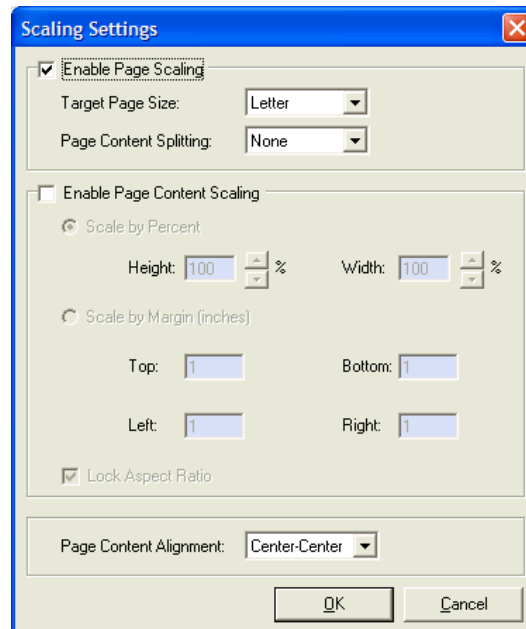 Scaling Settings
Enable Page Scaling
Target Page Size: Letter
Page Content Splitting: None
Enable Page Content Scaling
Scale by Percent
Height: 100 % Width: 100 %
Scale by Margin (inches)
Top: 1 Bottom: 1
Left: 1 Right: 1
Lock Aspect Ratio
Page Content Alignment: Center-Center
OK Cancel